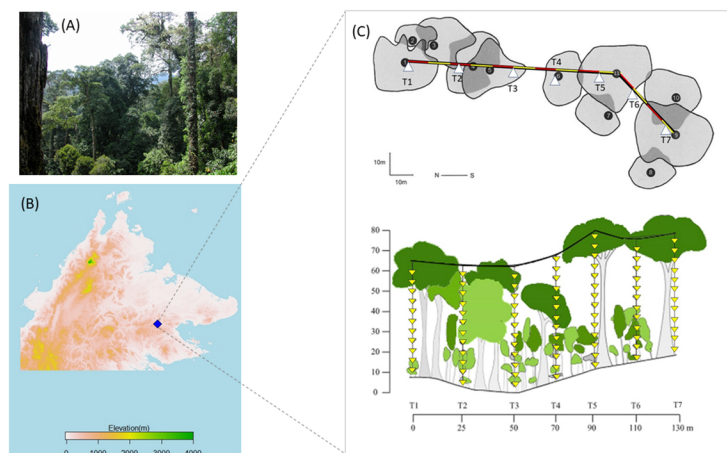 (A)
(B)
Elevation(m)
0 1000 2000 3000 4000
(C)
T1 T2 T3 T4 T5 T6 T7
10m
10m
N S
80
70
60
50
40
30
20
10
0
T1 T2 T3 T4 T5 T6 T7
0 25 50 70 90 110 130 m